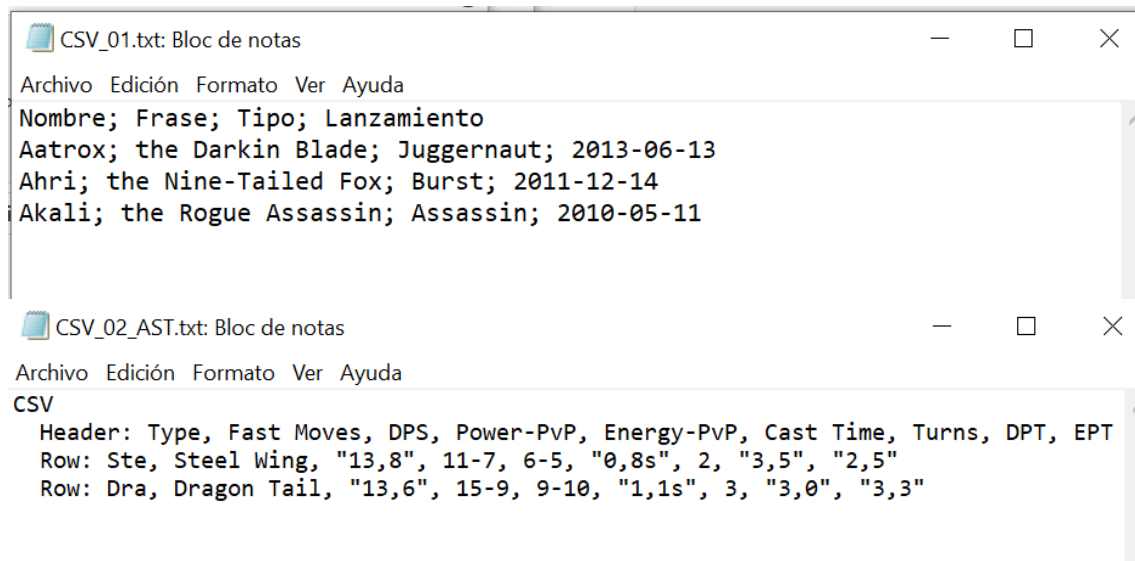 CSV_01.txt: Bloc de notas
Archivo Edición Formato Ver Ayuda
Nombre; Frase; Tipo; Lanzamiento
Aatrox; the Darkin Blade; Juggernaut; 2013-06-13
Ahri; the Nine-Tailed Fox; Burst; 2011-12-14
Akali; the Rogue Assassin; Assassin; 2010-05-11
CSV_02_AST.txt: Bloc de notas
Archivo Edición Formato Ver Ayuda
CSV
Header: Type, Fast Moves, DPS, Power-PvP, Energy-PvP, Cast Time, Turns, DPT, EPT
Row: Ste, Steel Wing, "13,8", 11-7, 6-5, "0,8s", 2, "3,5", "2,5"
Row: Dra, Dragon Tail, "13,6", 15-9, 9-10, "1,1s", 3, "3,0", "3,3"